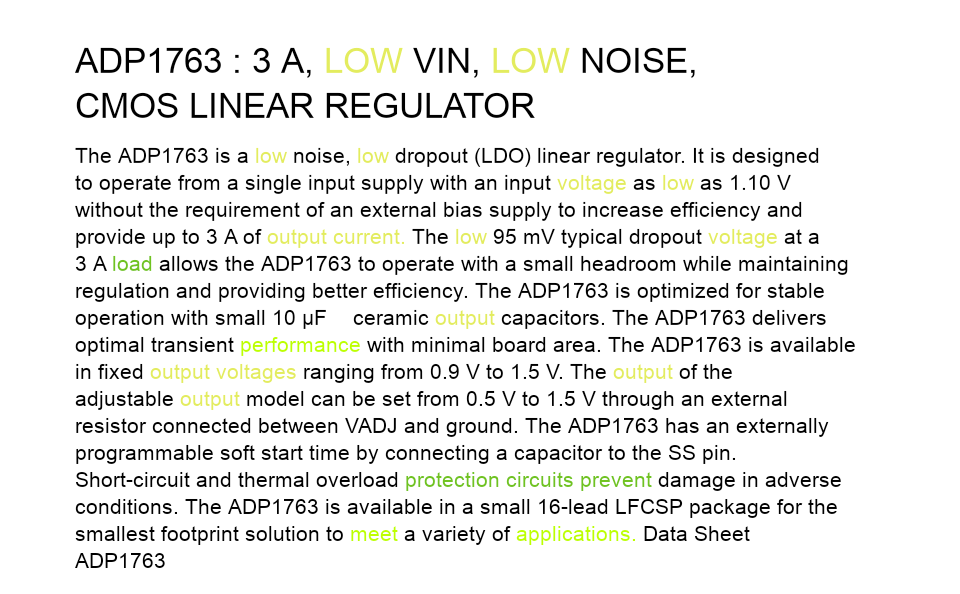 ADP1763 : 3 A, LOW VIN, LOW NOISE,
CMOS LINEAR REGULATOR
The ADP1763 is a low noise, low dropout (LDO) linear regulator. It is designed
to operate from a single input supply with an input voltage as low as 1.10 V
without the requirement of an external bias supply to increase efficiency and
provide up to 3 A of output current. The low 95 mV typical dropout voltage at a
3 A load allows the ADP1763 to operate with a small headroom while maintaining
regulation and providing better efficiency. The ADP1763 is optimized for stable
operation with small 10 μF ceramic output capacitors. The ADP1763 delivers
optimal transient performance with minimal board area. The ADP1763 is available
in fixed output voltages ranging from 0.9 V to 1.5 V. The output of the
adjustable output model can be set from 0.5 V to 1.5 V through an external
resistor connected between VADJ and ground. The ADP1763 has an externally
programmable soft start time by connecting a capacitor to the SS pin.
Short-circuit and thermal overload protection circuits prevent damage in adverse
conditions. The ADP1763 is available in a small 16-lead LFCSP package for the
smallest footprint solution to meet a variety of applications. Data Sheet
ADP1763